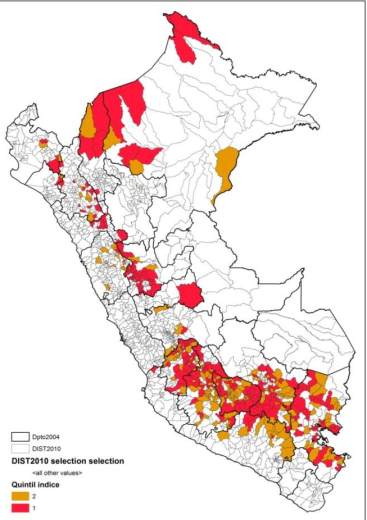 Dpto2004
DIST2010
DIST2010 selection selection
<all other values>
Quintil indice
2
1